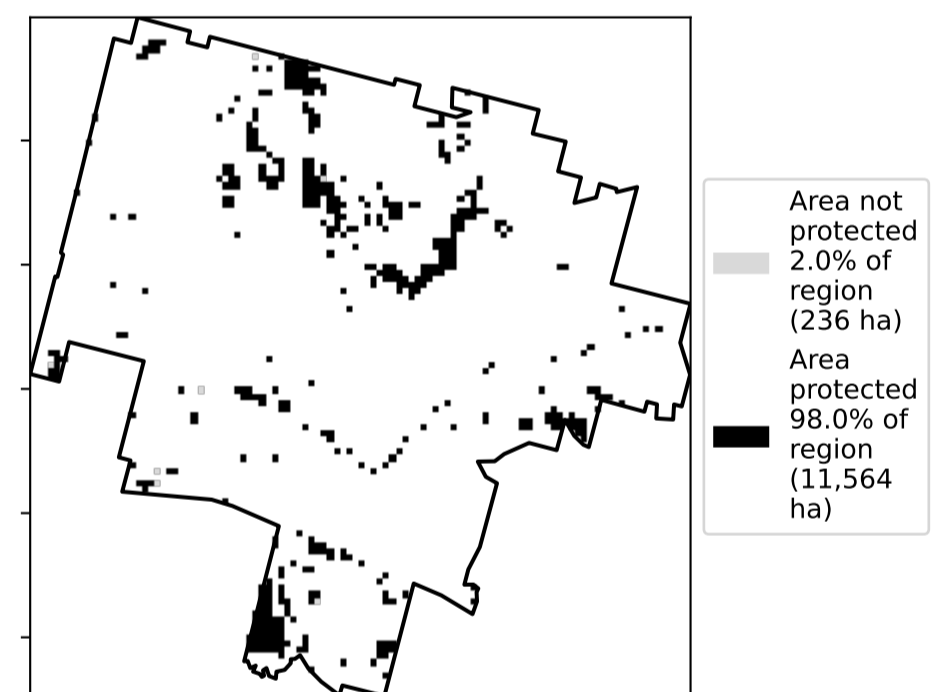 Area not
protected
2.0% of
region
(236 ha)
Area
protected
98.0% of
region
(11,564
ha)